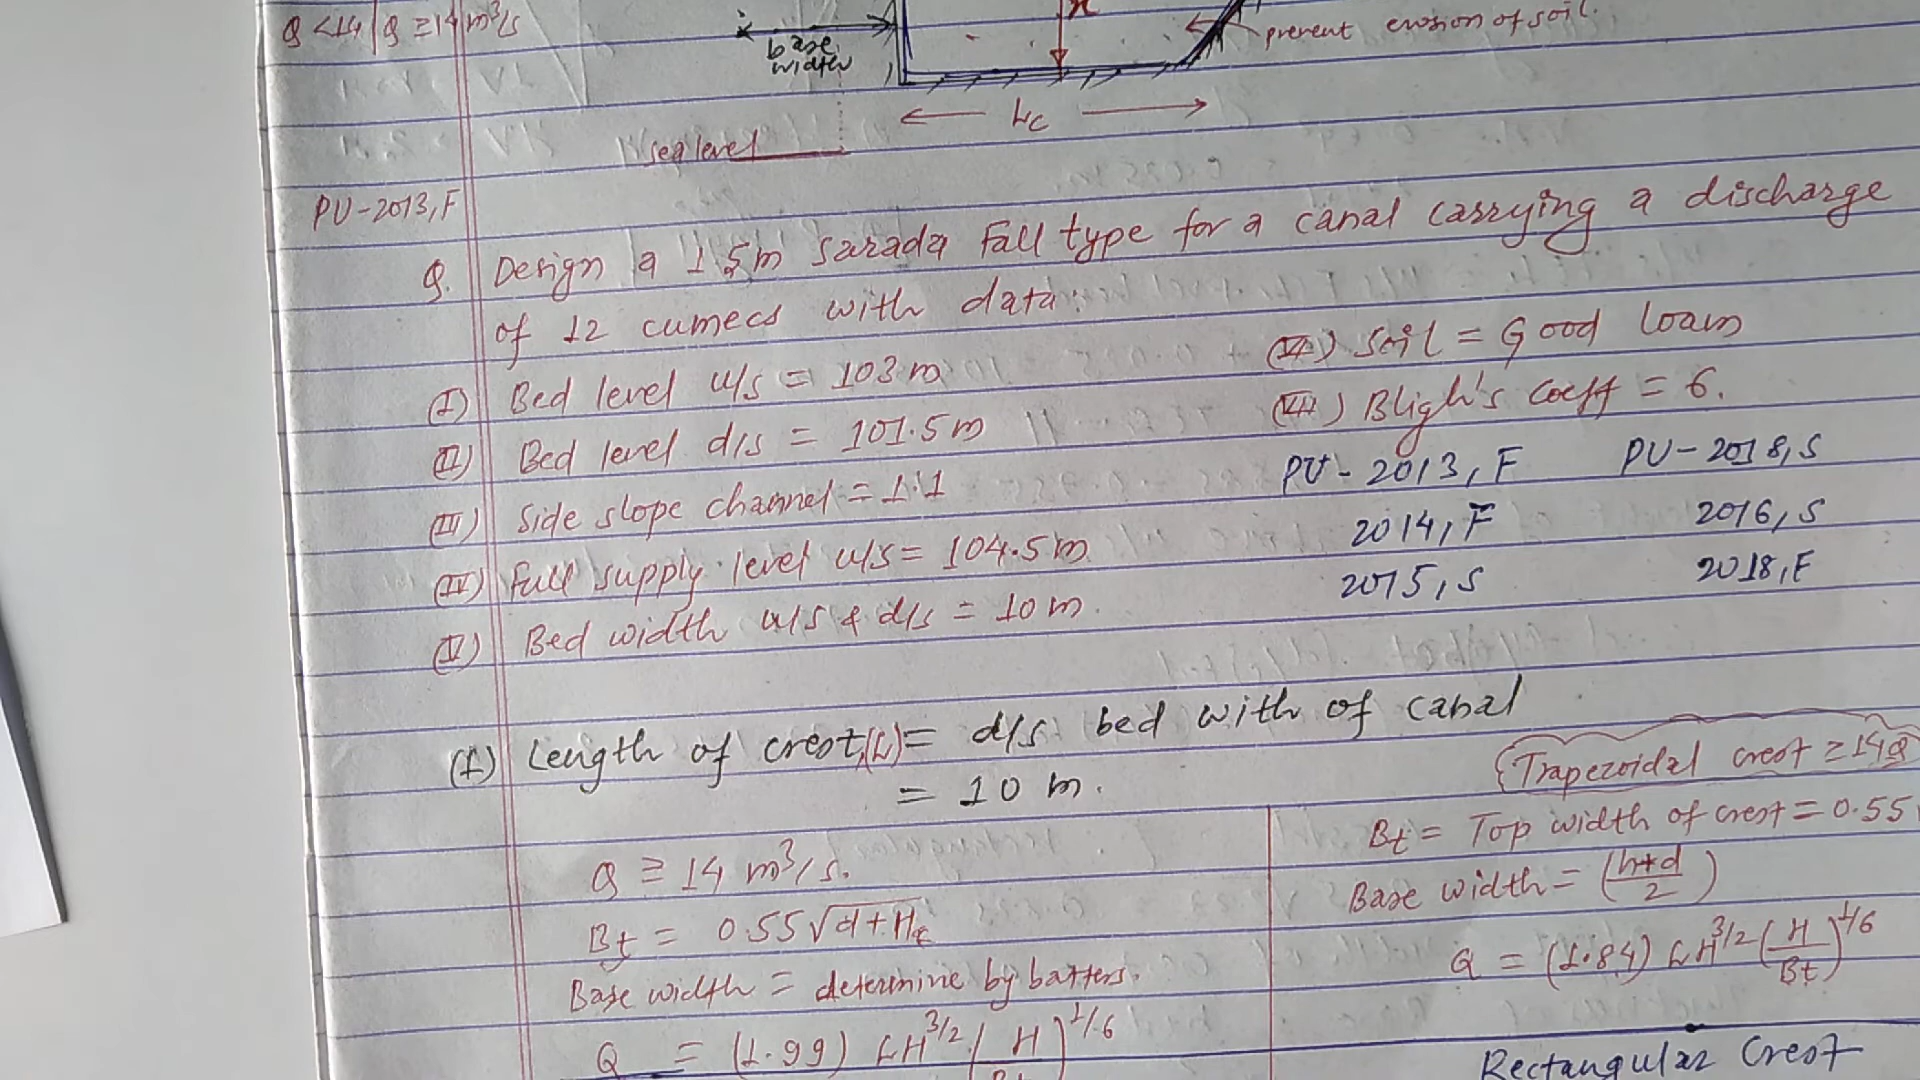 Q <14 | Q ≥14 m³/s
base width
prevent erosion of soil.
Lc
sea level
PU-2013, F
Q. Design a 1.5m Sarada Fall type for a canal carrying a discharge
of 12 cumecs with data:
(I) Bed level u/s = 103 m
(VI) Soil = Good loam
(II) Bed level d/s = 101.5 m
(VII) Bligh's coeff = 6.
(III) Side slope channel = 1:1
PU-2013, F PU-2018, S
(IV) Full supply level u/s = 104.5 m
2014, F 2016, S
(V) Bed width u/s & d/s = 10 m.
2015, S 2018, F
(1) Length of crest, (L) = d/s bed with of canal
= 10 m.
Trapezoidal crest ≥ 14Q
Q ≥ 14 m³/s.
Bt = Top width of crest = 0.55
Bt = 0.55√d+Ht
Base width = (h+d/2)
Base width = determine by batters.
Q = (1.84) LH^3/2 (H/Bt)^1/6
Q = (1.99) LH^3/2 (H
)^1/6
Rectangular Crest